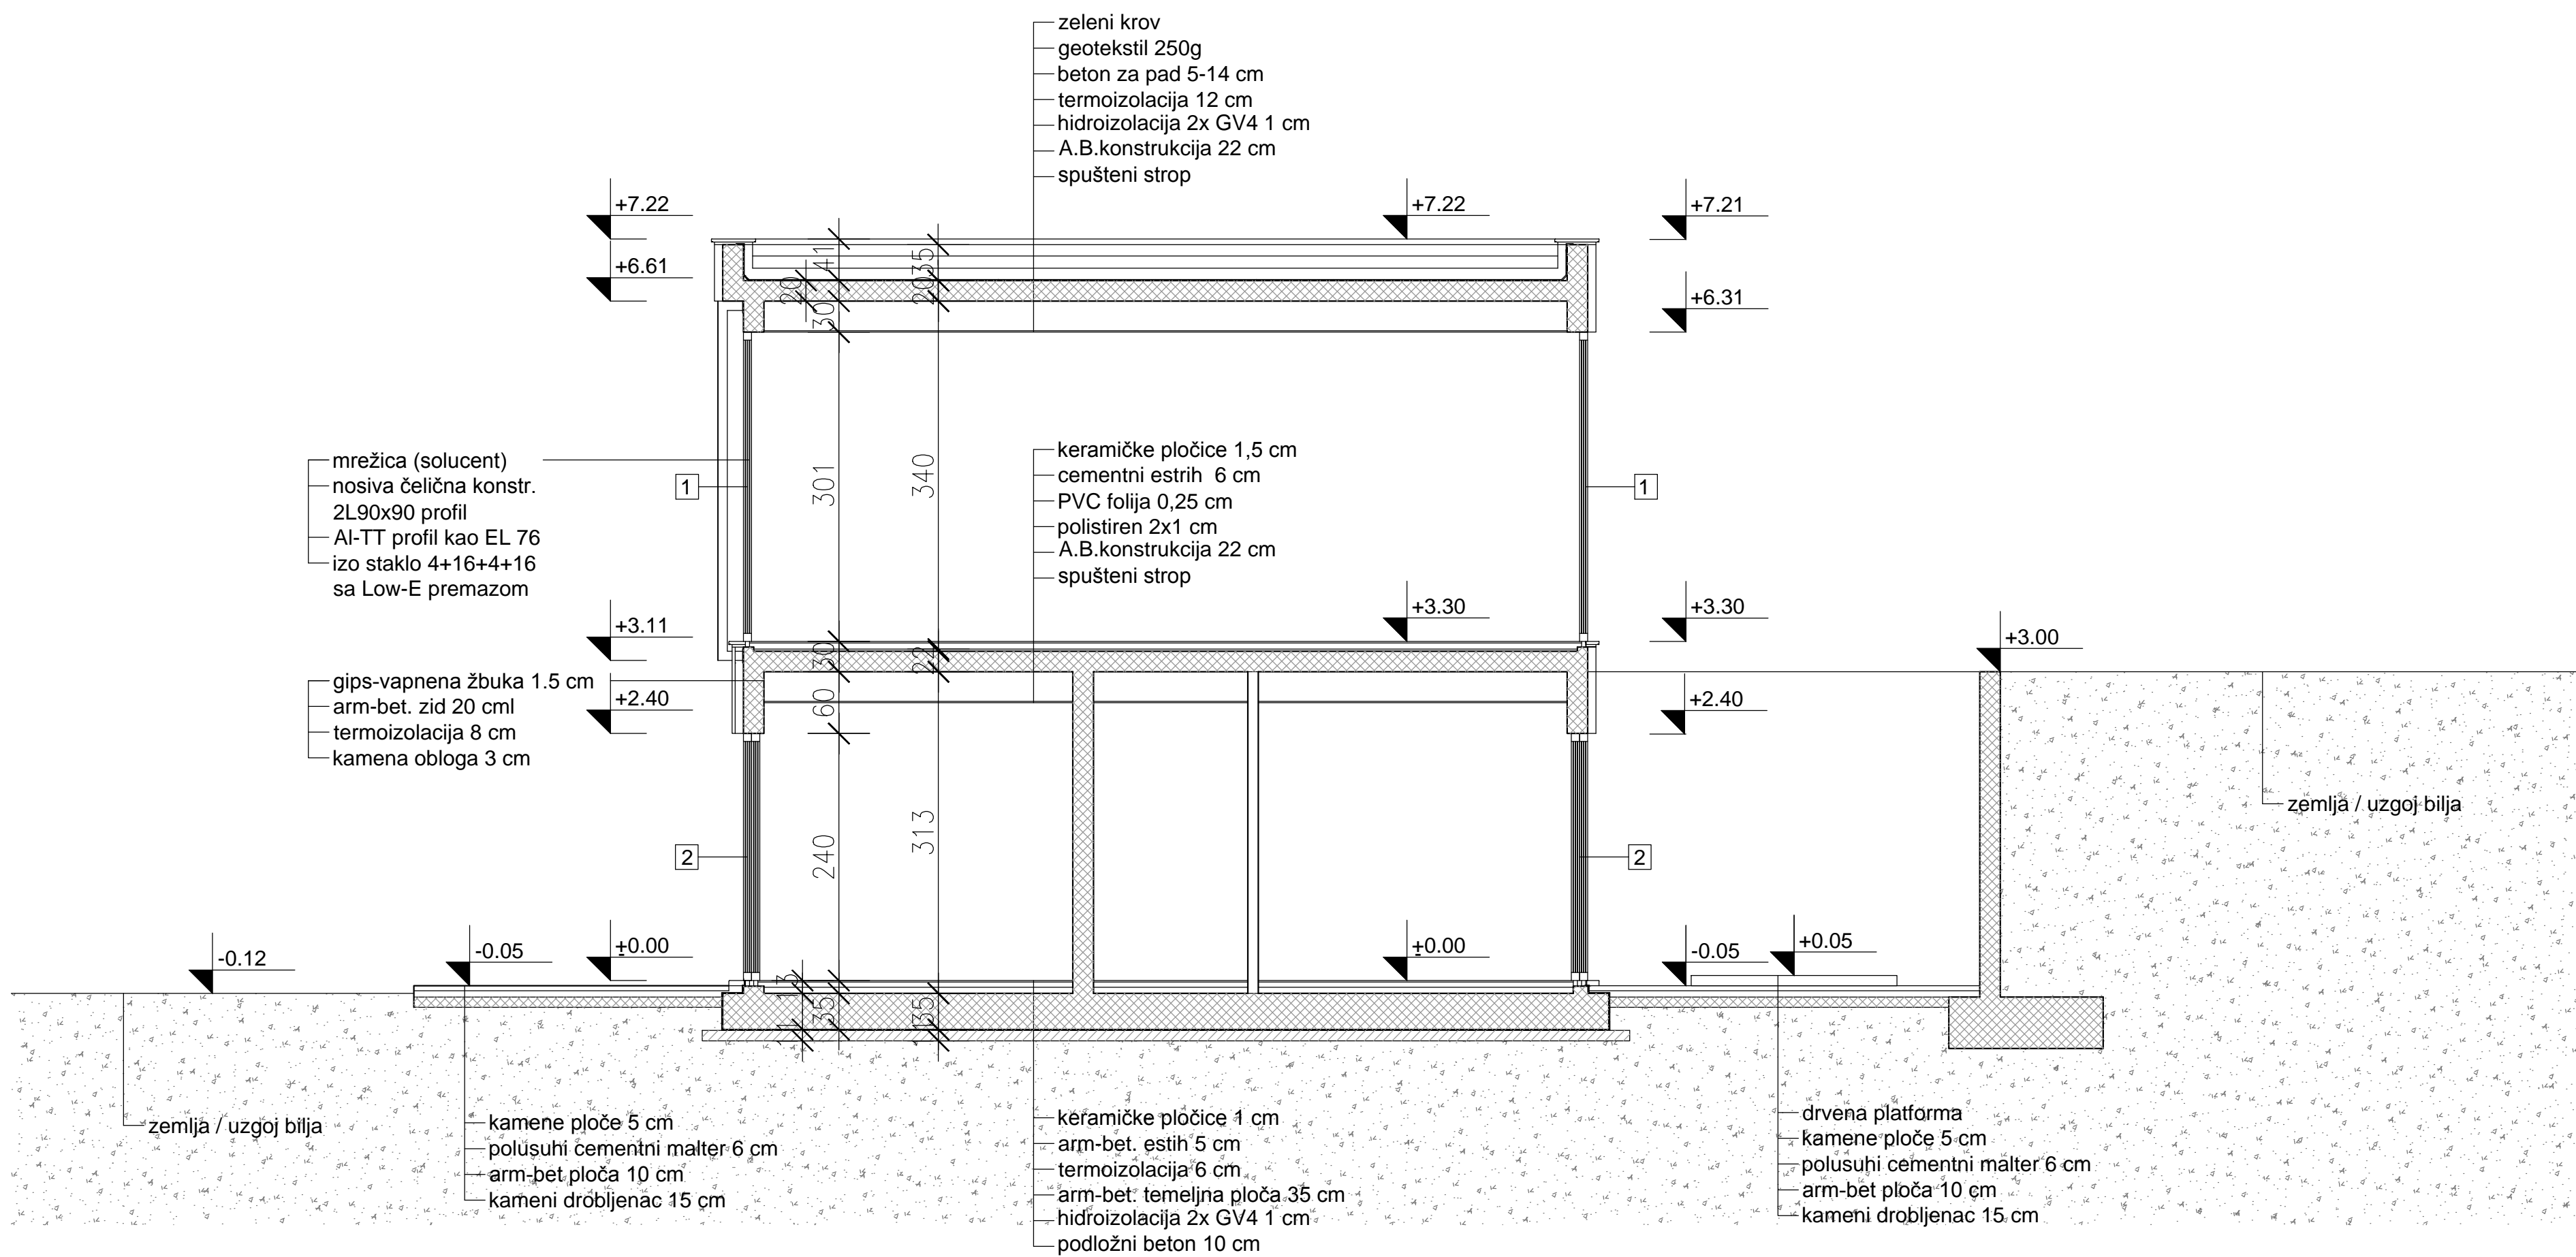 zeleni krov
geotekstil 250g
beton za pad 5-14 cm
termoizolacija 12 cm
hidroizolacija 2x GV4 1 cm
A.B.konstrukcija 22 cm
spušteni strop
+7.22
+7.22
+7.21
+6.61
+6.31
41
35
20
20
30
301
340
mrežica (solucent)
nosiva čelična konstr.
2L90x90 profil
Al-TT profil kao EL 76
izo staklo 4+16+4+16
sa Low-E premazom
1
1
keramičke pločice 1,5 cm
cementni estrih 6 cm
PVC folija 0,25 cm
polistiren 2x1 cm
A.B.konstrukcija 22 cm
spušteni strop
+3.11
+3.30
+3.30
+3.00
30
22
60
gips-vapnena žbuka 1.5 cm
arm-bet. zid 20 cml
termoizolacija 8 cm
kamena obloga 3 cm
+2.40
+2.40
zemlja / uzgoj bilja
240
313
2
2
-0.12
-0.05
±0.00
±0.00
-0.05
+0.05
35
35
zemlja / uzgoj bilja
kamene ploče 5 cm
polusuhi cementni malter 6 cm
arm-bet ploča 10 cm
kameni drobljenac 15 cm
keramičke pločice 1 cm
arm-bet. estih 5 cm
termoizolacija 6 cm
arm-bet. temeljna ploča 35 cm
hidroizolacija 2x GV4 1 cm
podložni beton 10 cm
drvena platforma
kamene ploče 5 cm
polusuhi cementni malter 6 cm
arm-bet ploča 10 cm
kameni drobljenac 15 cm